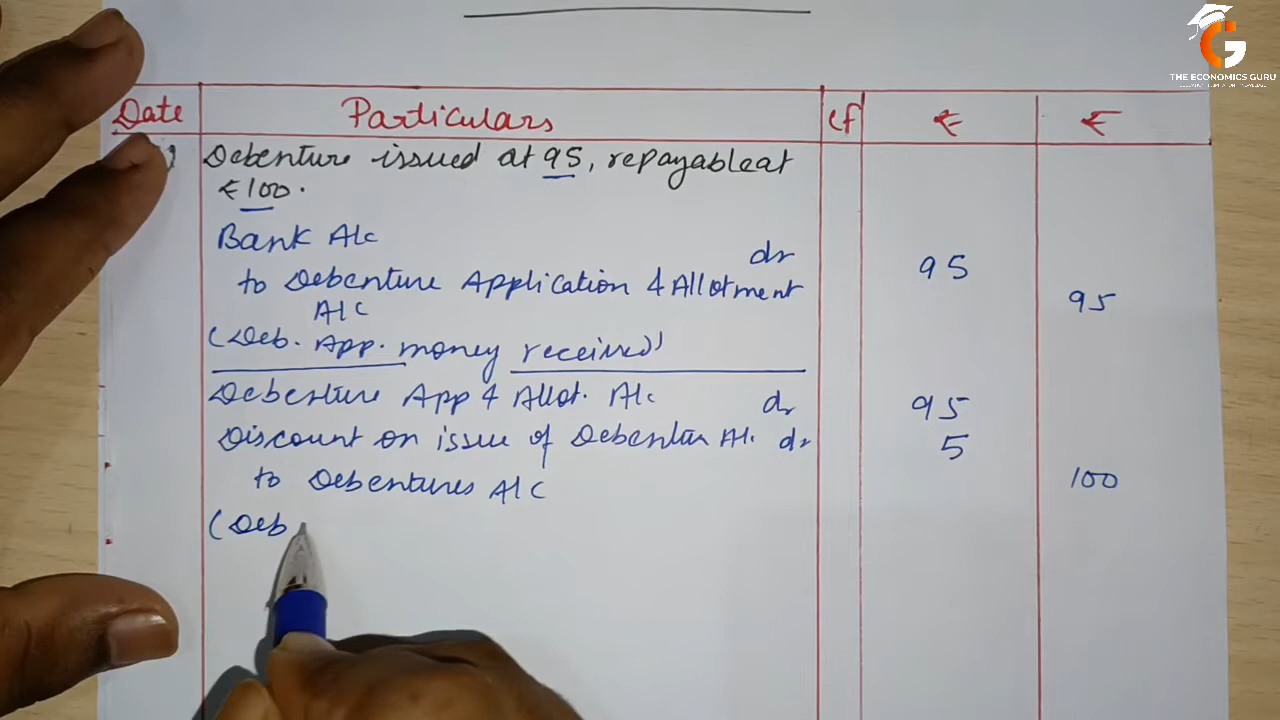 THE ECONOMICS GURU
Date Particulars Lf ₹ ₹
Debenture issued at 95, repayable at
₹ 100.
Bank A/c dr 95
to Debenture Application & Allotment 95
A/c
(Deb. App. money received)
Debenture App & Allot. A/c dr 95
Discount on issue of Debentur A/c dr 5
to Debentures A/c 100
(Deb